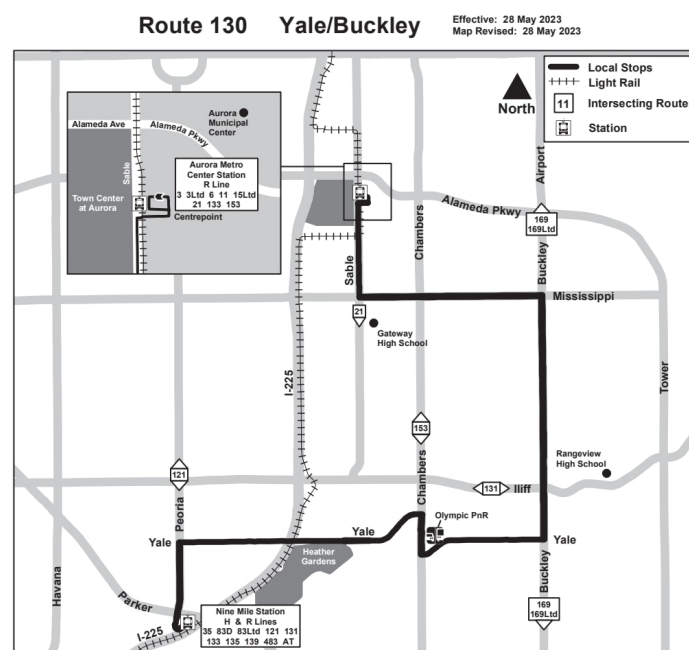 Route 130 Yale/Buckley
Effective: 28 May 2023
Map Revised: 28 May 2023
Local Stops
Light Rail
11 Intersecting Route
Station
North
Aurora
Municipal
Center
Alameda Ave
Alameda Pkwy
Sable
Aurora Metro
Center Station
R Line
3 3Ltd 6 11 15Ltd
21 133 153
Town Center
at Aurora
Centrepoint
Airport
Alameda Pkwy
169
169Ltd
Chambers
Buckley
Sable
Mississippi
21
Gateway
High School
I-225
Tower
153
Rangeview
High School
121
Chambers
131
Iliff
Peoria
Olympic PnR
Yale
Yale
Yale
Heather
Gardens
Buckley
Havana
Parker
169
169Ltd
Nine Mile Station
H & R Lines
35 83D 83Ltd 121 131
133 135 139 483 AT
I-225